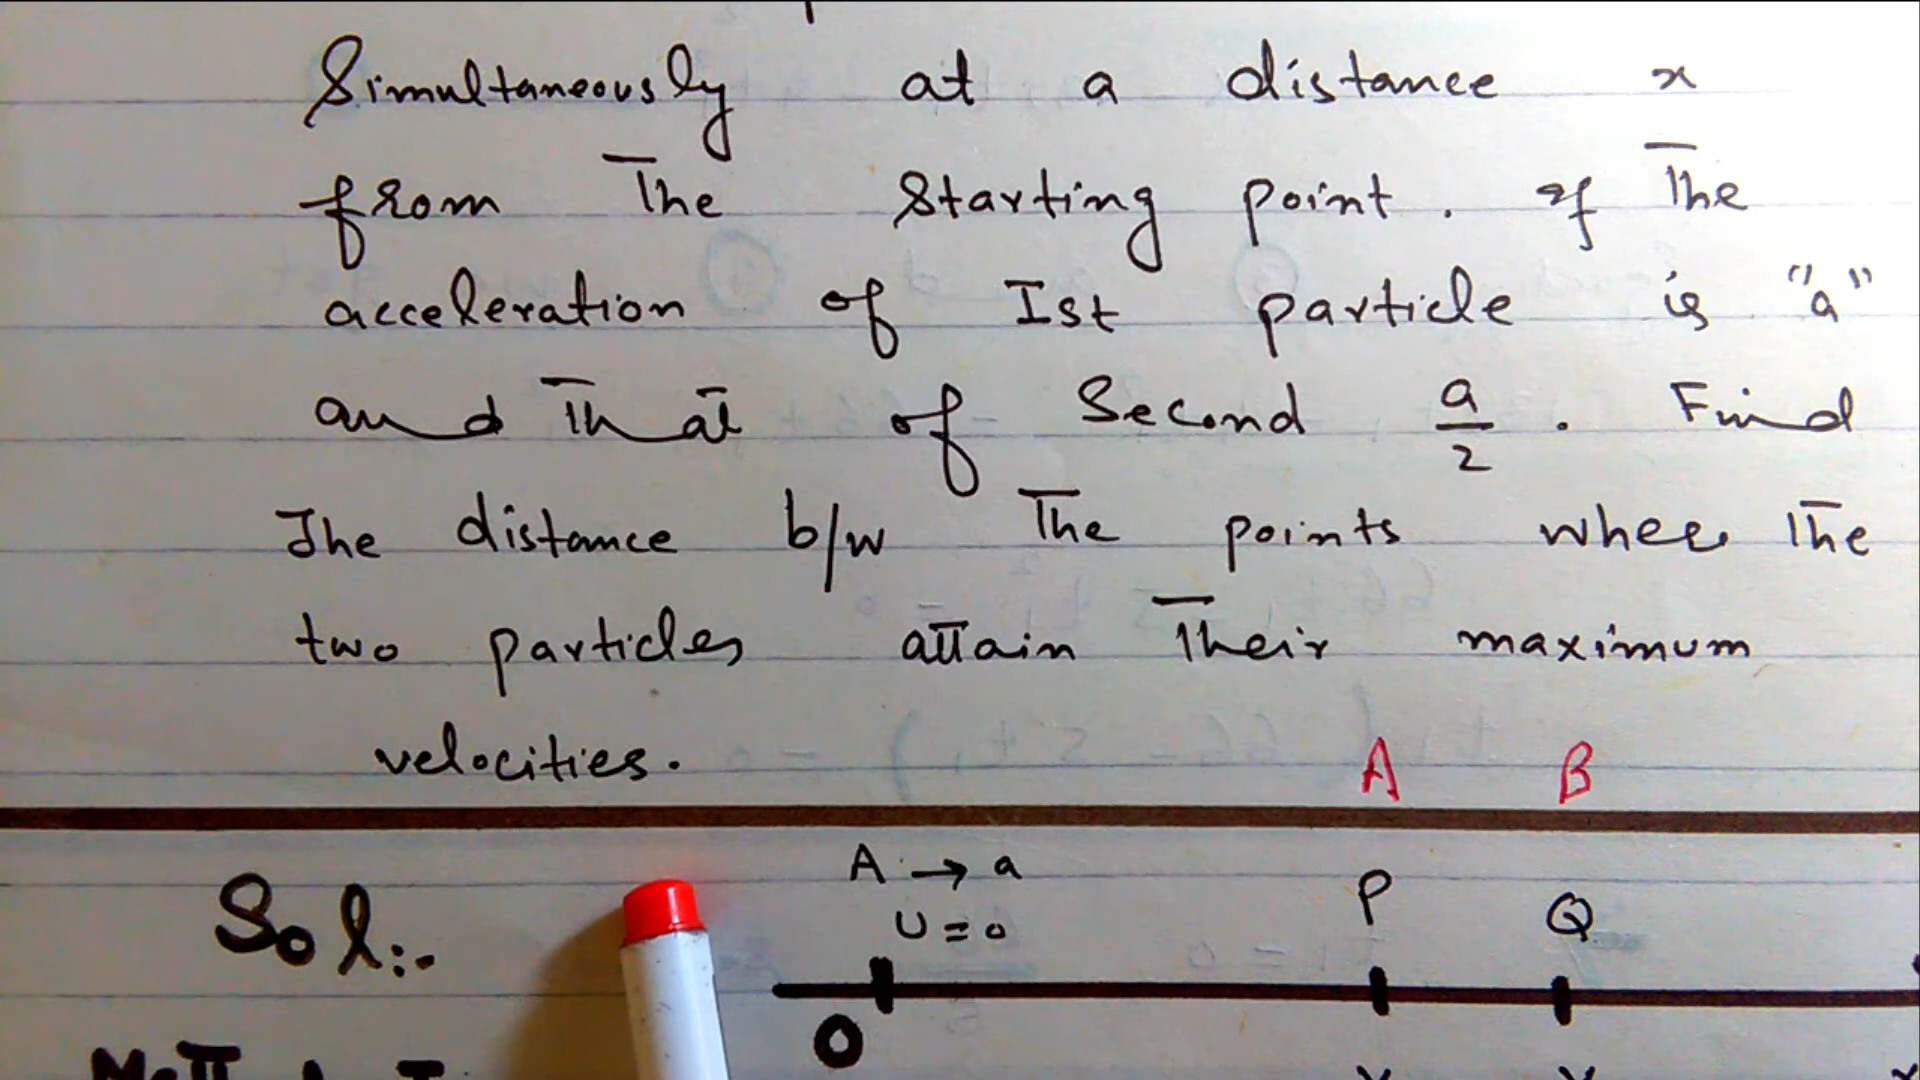 Simultaneously at a distance x
from The Starting point. If The
acceleration of Ist particle is "a"
and That of Second a/2. Find
The distance b/w The points where The
two particles attain Their maximum
velocities.
A B
A → a
P Q
Sol:-
U = 0
O